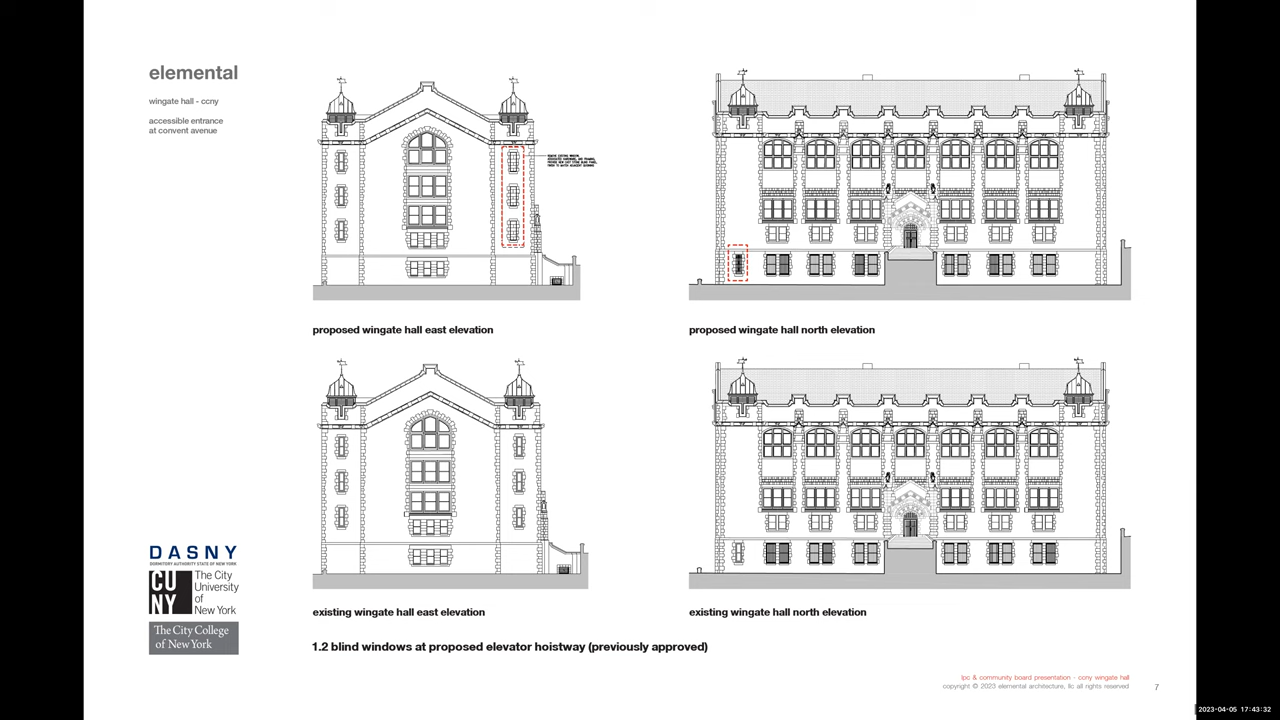 elemental
wingate hall - ccny
accessible entrance
at convent avenue
proposed wingate hall east elevation
proposed wingate hall north elevation
existing wingate hall east elevation
existing wingate hall north elevation
1.2 blind windows at proposed elevator hoistway (previously approved)
DASNY
DORMITORY AUTHORITY STATE OF NEW YORK
CU
NY
The City
University
of
New York
The City College
of New York
lpc & community board presentation - ccny wingate hall
copyright © 2023 elemental architecture, llc all rights reserved
7
2023-04-05 17:43:32